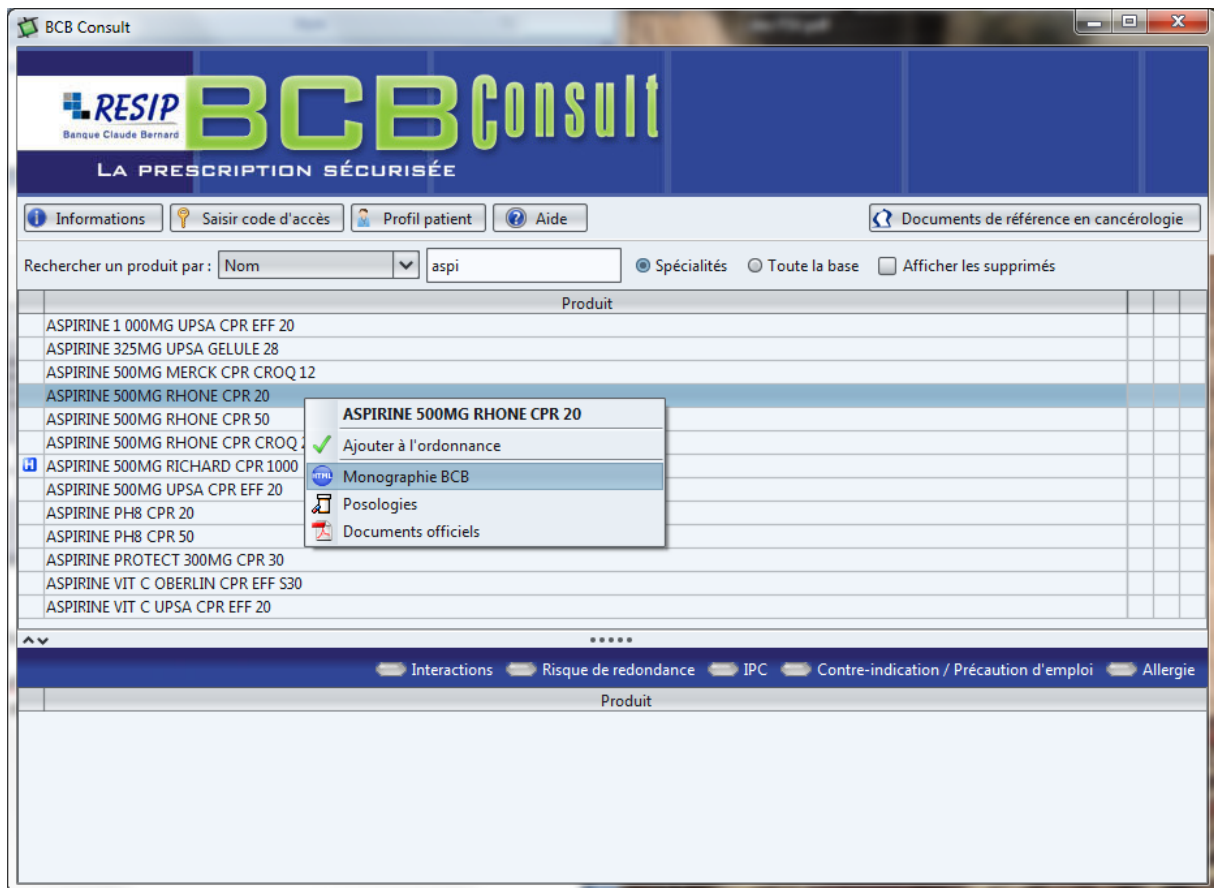 BCB Consult
RESIP
Banque Claude Bernard
BCB Consult
LA PRESCRIPTION SÉCURISÉE
Informations Saisir code d'accès Profil patient Aide Documents de référence en cancérologie
Rechercher un produit par : Nom aspi Spécialités Toute la base Afficher les supprimés
Produit
ASPIRINE 1 000MG UPSA CPR EFF 20
ASPIRINE 325MG UPSA GELULE 28
ASPIRINE 500MG MERCK CPR CROQ 12
ASPIRINE 500MG RHONE CPR 20
ASPIRINE 500MG RHONE CPR 50
ASPIRINE 500MG RHONE CPR CROQ
H ASPIRINE 500MG RICHARD CPR 1000
ASPIRINE 500MG UPSA CPR EFF 20
ASPIRINE PH8 CPR 20
ASPIRINE PH8 CPR 50
ASPIRINE PROTECT 300MG CPR 30
ASPIRINE VIT C OBERLIN CPR EFF S30
ASPIRINE VIT C UPSA CPR EFF 20
ASPIRINE 500MG RHONE CPR 20
Ajouter à l'ordonnance
HTML Monographie BCB
Posologies
Documents officiels
Interactions Risque de redondance IPC Contre-indication / Précaution d'emploi Allergie
Produit